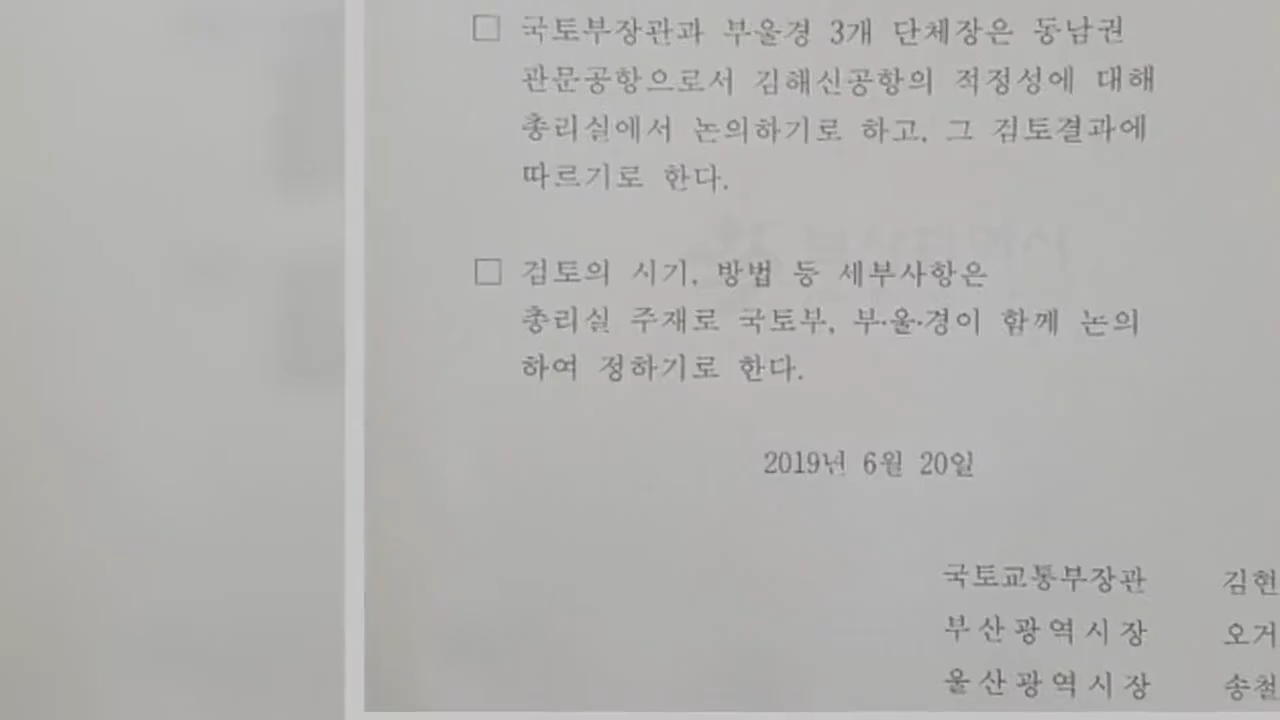 □ 국토부장관과 부울경 3개 단체장은 동남권
관문공항으로서 김해신공항의 적정성에 대해
총리실에서 논의하기로 하고, 그 검토결과에
따르기로 한다.
□ 검토의 시기, 방법 등 세부사항은
총리실 주재로 국토부, 부·울·경이 함께 논의
하여 정하기로 한다.
2019년 6월 20일
국토교통부장관 김현
부산광역시장 오거
울산광역시장 송철